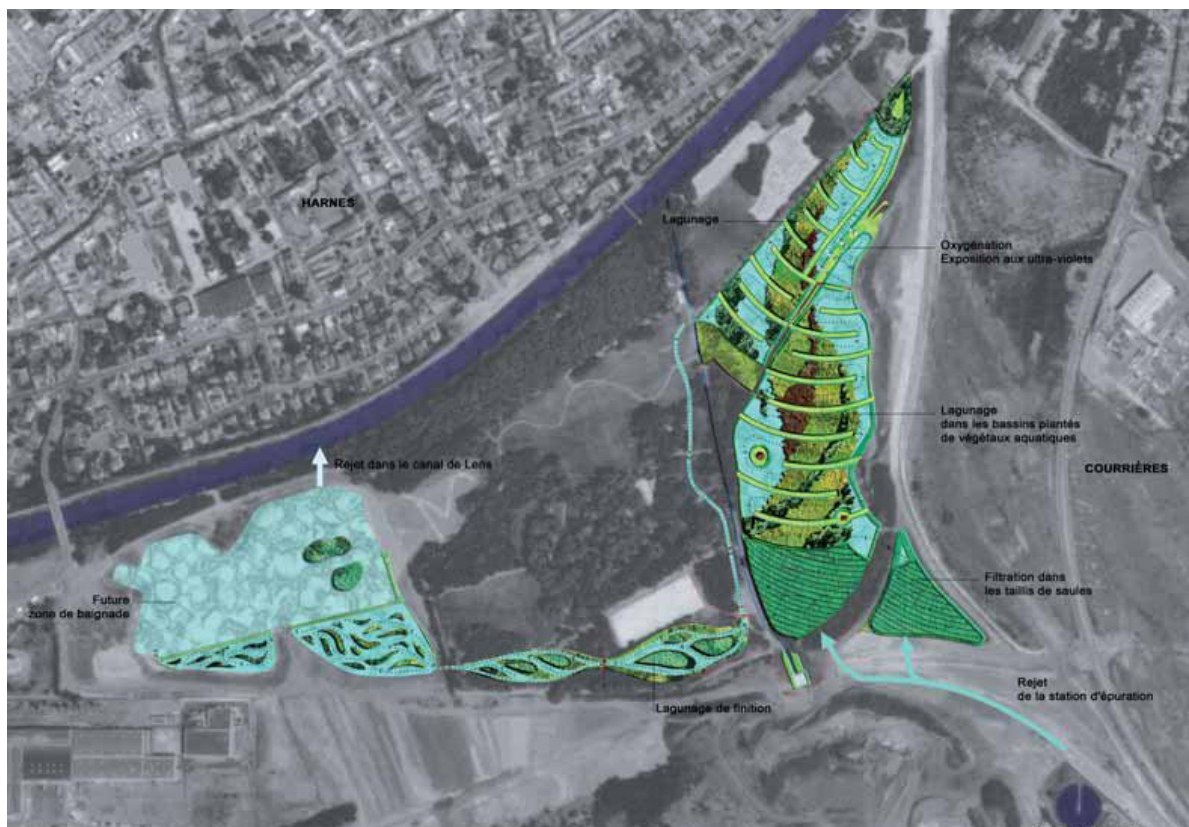 HARNES
Lagunage
Oxygénation
Exposition aux ultra-violets
Lagunage
dans les bassins plantés
de végétaux aquatiques
COURRIÈRES
Rejet dans le canal de Lens
Filtration dans
les taillis de saules
Future
zone de baignade
Rejet
de la station d'épuration
Lagunage de finition